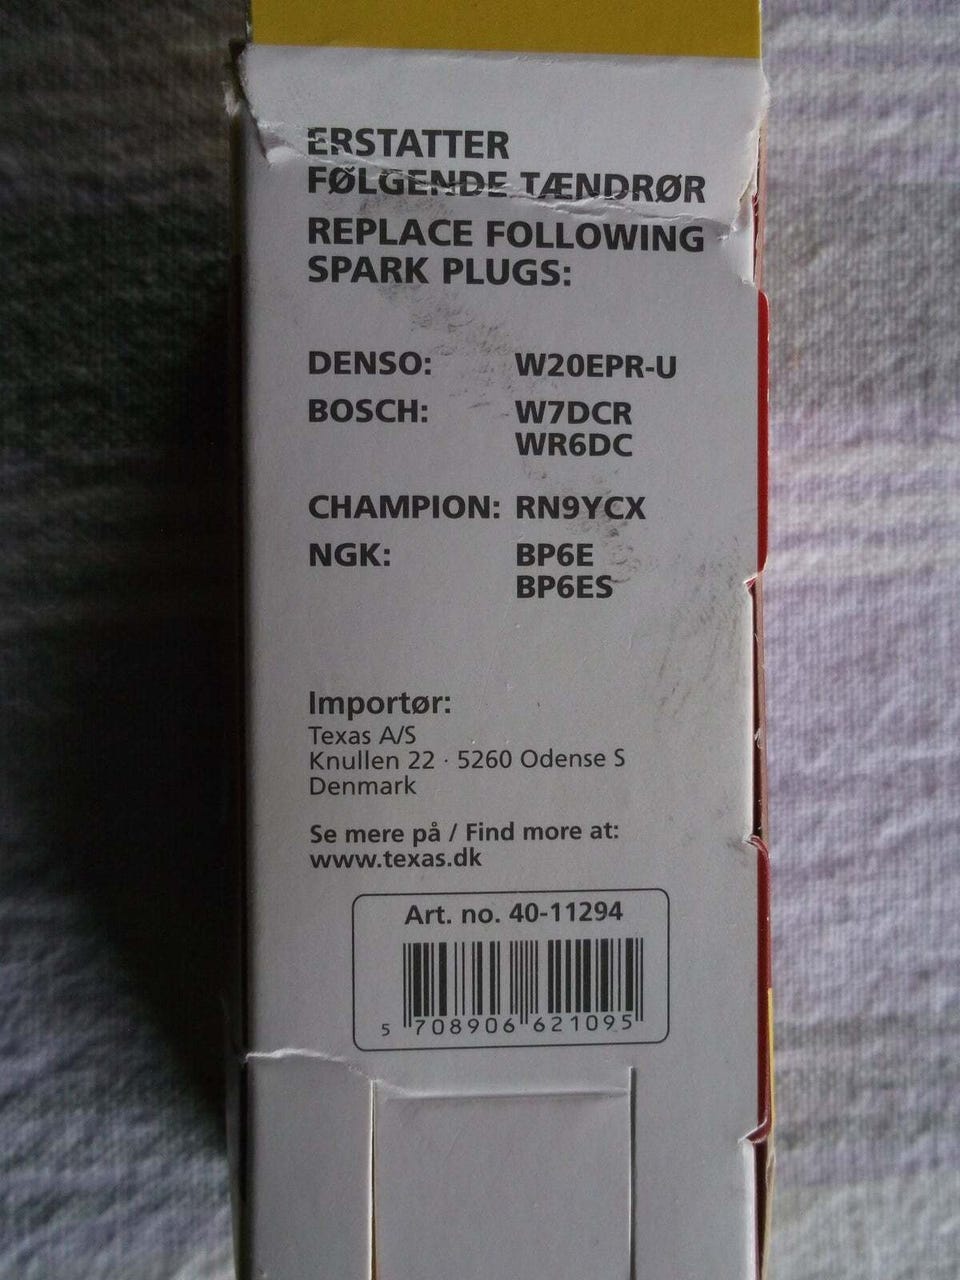 ERSTATTER
FØLGENDE TÆNDRØR
REPLACE FOLLOWING
SPARK PLUGS:
DENSO: W20EPR-U
BOSCH: W7DCR
WR6DC
CHAMPION: RN9YCX
NGK: BP6E
BP6ES
Importør:
Texas A/S
Knullen 22 · 5260 Odense S
Denmark
Se mere på / Find more at:
www.texas.dk
Art. no. 40-11294
5 708906 621095